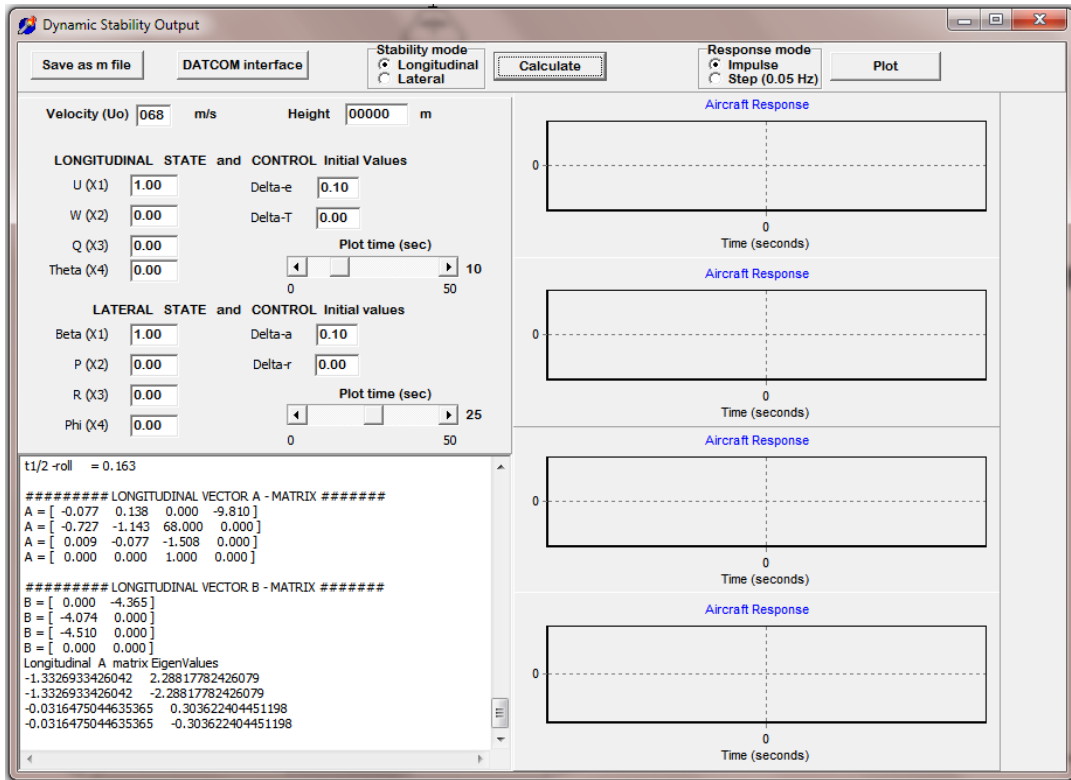 Dynamic Stability Output
Save as m file
DATCOM interface
Stability mode
Longitudinal
Lateral
Calculate
Response mode
Impulse
Step (0.05 Hz)
Plot
Velocity (Uo) 068 m/s Height 00000 m
LONGITUDINAL STATE and CONTROL Initial Values
U (X1) 1.00 Delta-e 0.10
W (X2) 0.00 Delta-T 0.00
Q (X3) 0.00 Plot time (sec)
Theta (X4) 0.00 10
0 50
LATERAL STATE and CONTROL Initial values
Beta (X1) 1.00 Delta-a 0.10
P (X2) 0.00 Delta-r 0.00
R (X3) 0.00 Plot time (sec)
25
Phi (X4) 0.00
0 50
t1/2 -roll = 0.163
######### LONGITUDINAL VECTOR A - MATRIX #######
A = [ -0.077 0.138 0.000 -9.810 ]
A = [ -0.727 -1.143 68.000 0.000 ]
A = [ 0.009 -0.077 -1.508 0.000 ]
A = [ 0.000 0.000 1.000 0.000 ]
######### LONGITUDINAL VECTOR B - MATRIX #######
B = [ 0.000 -4.365 ]
B = [ -4.074 0.000 ]
B = [ -4.510 0.000 ]
B = [ 0.000 0.000 ]
Longitudinal A matrix EigenValues
-1.3326933426042 2.28817782426079
-1.3326933426042 -2.28817782426079
-0.0316475044635365 0.303622404451198
-0.0316475044635365 -0.303622404451198
Aircraft Response
0
0
Time (seconds)
Aircraft Response
0
0
Time (seconds)
Aircraft Response
0
0
Time (seconds)
Aircraft Response
0
0
Time (seconds)